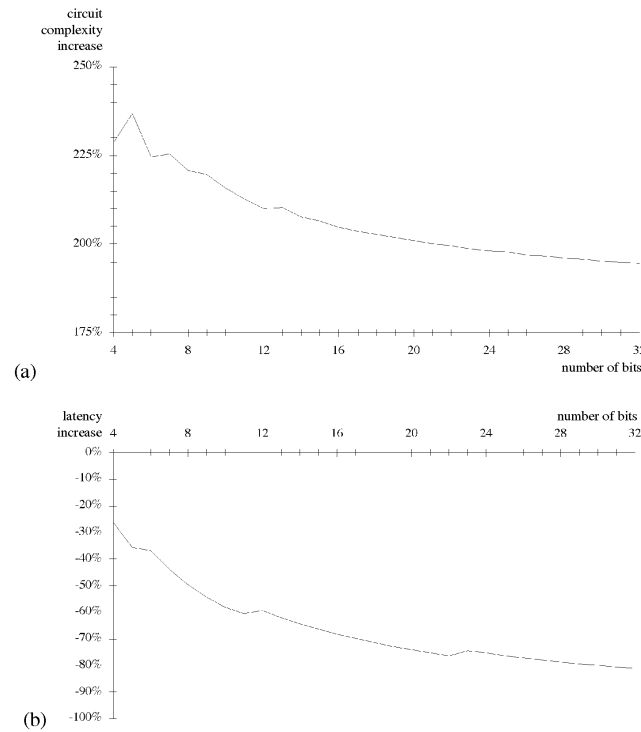 circuit
complexity
increase
250%
225%
200%
175%
4 8 12 16 20 24 28 32
number of bits
(a)
latency
increase
number of bits
4 8 12 16 20 24 28 32
0%
-10%
-20%
-30%
-40%
-50%
-60%
-70%
-80%
-90%
-100%
(b)